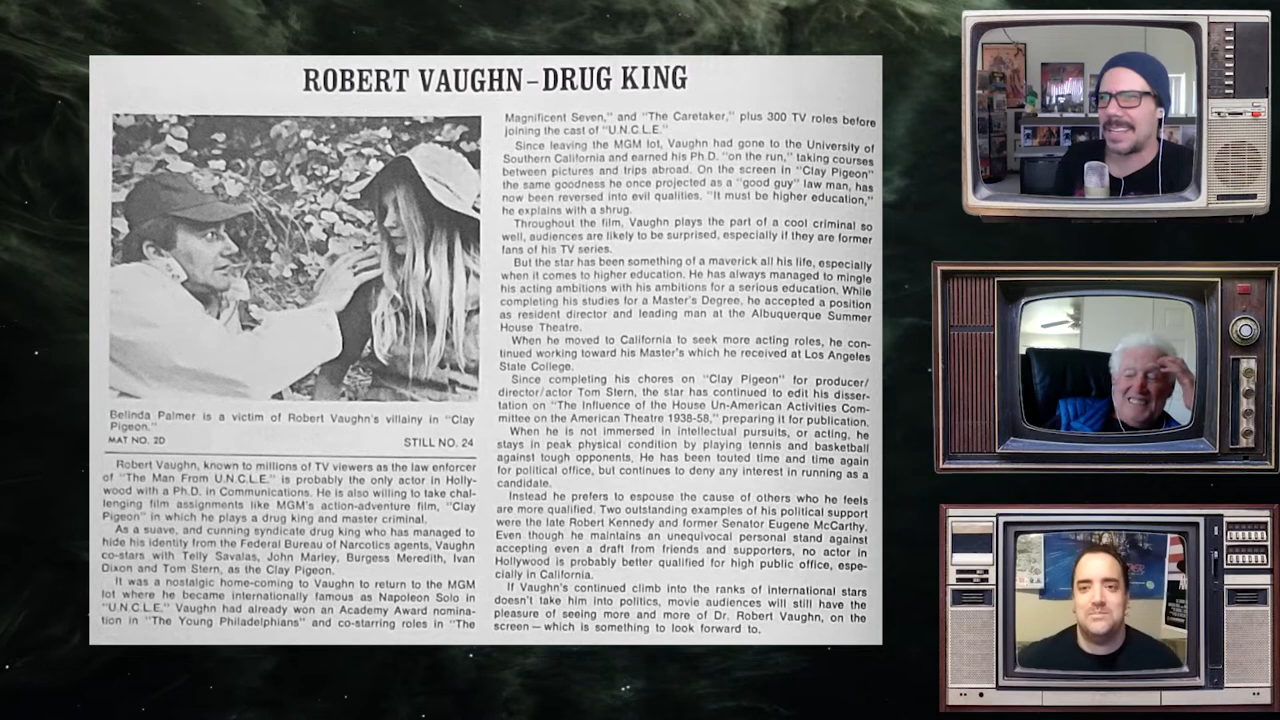 ROBERT VAUGHN–DRUG KING
Belinda Palmer is a victim of Robert Vaughn's villainy in "Clay
Pigeon."
MAT NO. 2D
STILL NO. 24
Robert Vaughn, known to millions of TV viewers as the law enforcer
of "The Man From U.N.C.L.E." is probably the only actor in Holly-
wood with a Ph.D. in Communications. He is also willing to take chal-
lenging film assignments like MGM's action-adventure film, "Clay
Pigeon" in which he plays a drug king and master criminal.
As a suave, and cunning syndicate drug king who has managed to
hide his identity from the Federal Bureau of Narcotics agents, Vaughn
co-stars with Telly Savalas, John Marley, Burgess Meredith, Ivan
Dixon and Tom Stern, as the Clay Pigeon.
It was a nostalgic home-coming to Vaughn to return to the MGM
lot where he became internationally famous as Napoleon Solo in
"U.N.C.L.E." Vaughn had already won an Academy Award nomina-
tion in "The Young Philadelphians" and co-starring roles in "The
Magnificent Seven," and "The Caretaker," plus 300 TV roles before
joining the cast of "U.N.C.L.E."
Since leaving the MGM lot, Vaughn had gone to the University of
Southern California and earned his Ph.D. "on the run," taking courses
between pictures and trips abroad. On the screen in "Clay Pigeon"
the same goodness he once projected as a "good guy" law man, has
now been reversed into evil qualities. "It must be higher education,"
he explains with a shrug.
Throughout the film, Vaughn plays the part of a cool criminal so
well, audiences are likely to be surprised, especially if they are former
fans of his TV series.
But the star has been something of a maverick all his life, especially
when it comes to higher education. He has always managed to mingle
his acting ambitions with his ambitions for a serious education. While
completing his studies for a Master's Degree, he accepted a position
as resident director and leading man at the Albuquerque Summer
House Theatre.
When he moved to California to seek more acting roles, he con-
tinued working toward his Master's which he received at Los Angeles
State College.
Since completing his chores on "Clay Pigeon" for producer/
director/actor Tom Stern, the star has continued to edit his disser-
tation on "The Influence of the House Un-American Activities Com-
mittee on the American Theatre 1938-58," preparing it for publication.
When he is not immersed in intellectual pursuits, or acting, he
stays in peak physical condition by playing tennis and basketball
against tough opponents. He has been touted time and time again
for political office, but continues to deny any interest in running as a
candidate.
Instead he prefers to espouse the cause of others who he feels
are more qualified. Two outstanding examples of his political support
were the late Robert Kennedy and former Senator Eugene McCarthy.
Even though he maintains an unequivocal personal stand against
accepting even a draft from friends and supporters, no actor in
Hollywood is probably better qualified for high public office, espe-
cially in California.
If Vaughn's continued climb into the ranks of international stars
doesn't take him into politics, movie audiences will still have the
pleasure of seeing more and more of Dr. Robert Vaughn, on the
screen — which is something to look forward to.